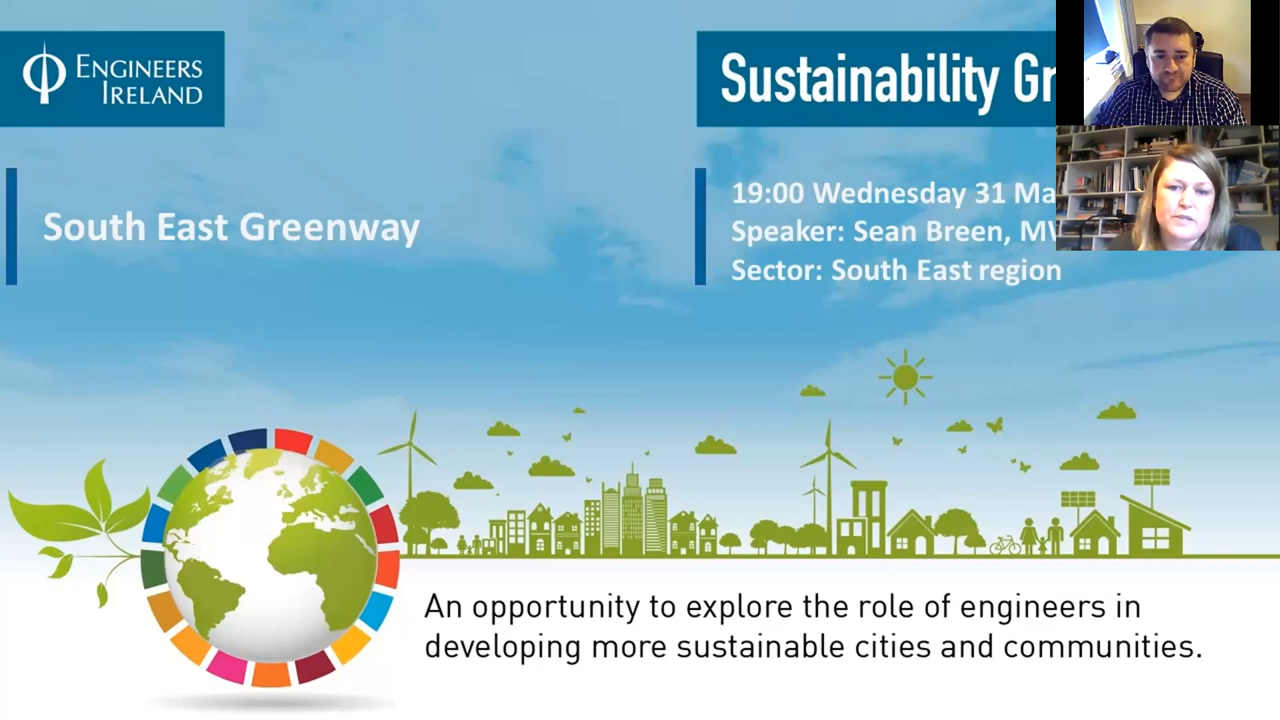 ENGINEERS
IRELAND
Sustainability Gr
South East Greenway
19:00 Wednesday 31 Ma
Speaker: Sean Breen, MV
Sector: South East region
An opportunity to explore the role of engineers in
developing more sustainable cities and communities.